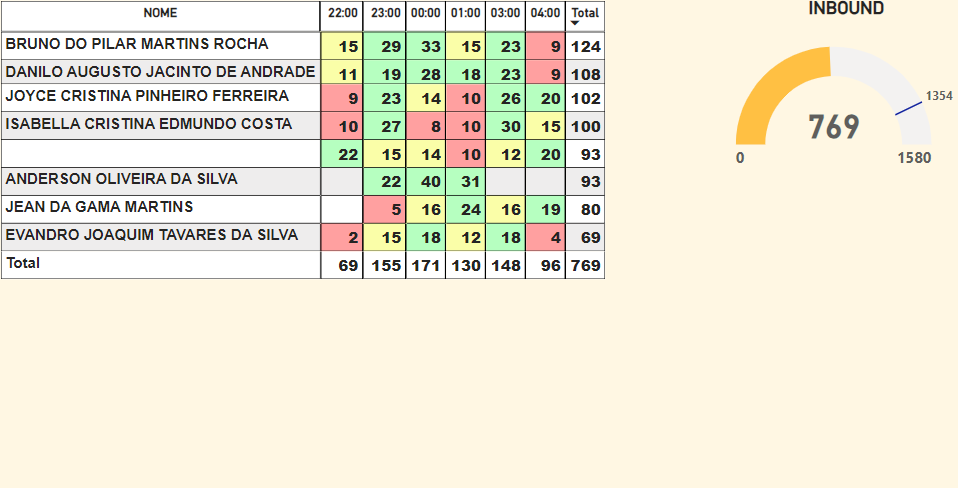 NOME 22:00 23:00 00:00 01:00 03:00 04:00 Total
BRUNO DO PILAR MARTINS ROCHA 15 29 33 15 23 9 124
DANILO AUGUSTO JACINTO DE ANDRADE 11 19 28 18 23 9 108
JOYCE CRISTINA PINHEIRO FERREIRA 9 23 14 10 26 20 102
ISABELLA CRISTINA EDMUNDO COSTA 10 27 8 10 30 15 100
22 15 14 10 12 20 93
ANDERSON OLIVEIRA DA SILVA 22 40 31 93
JEAN DA GAMA MARTINS 5 16 24 16 19 80
EVANDRO JOAQUIM TAVARES DA SILVA 2 15 18 12 18 4 69
Total 69 155 171 130 148 96 769
INBOUND
1354
769
0 1580